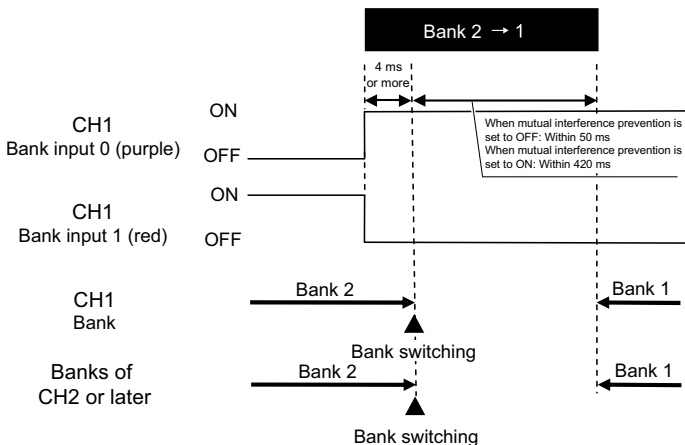 Bank 2 → 1
4 ms
or more
ON
CH1
Bank input 0 (purple)
OFF
When mutual interference prevention is
set to OFF: Within 50 ms
When mutual interference prevention is
set to ON: Within 420 ms
ON
CH1
Bank input 1 (red)
OFF
Bank 2
Bank 1
CH1
Bank
Bank switching
Bank 2
Bank 1
Banks of
CH2 or later
Bank switching